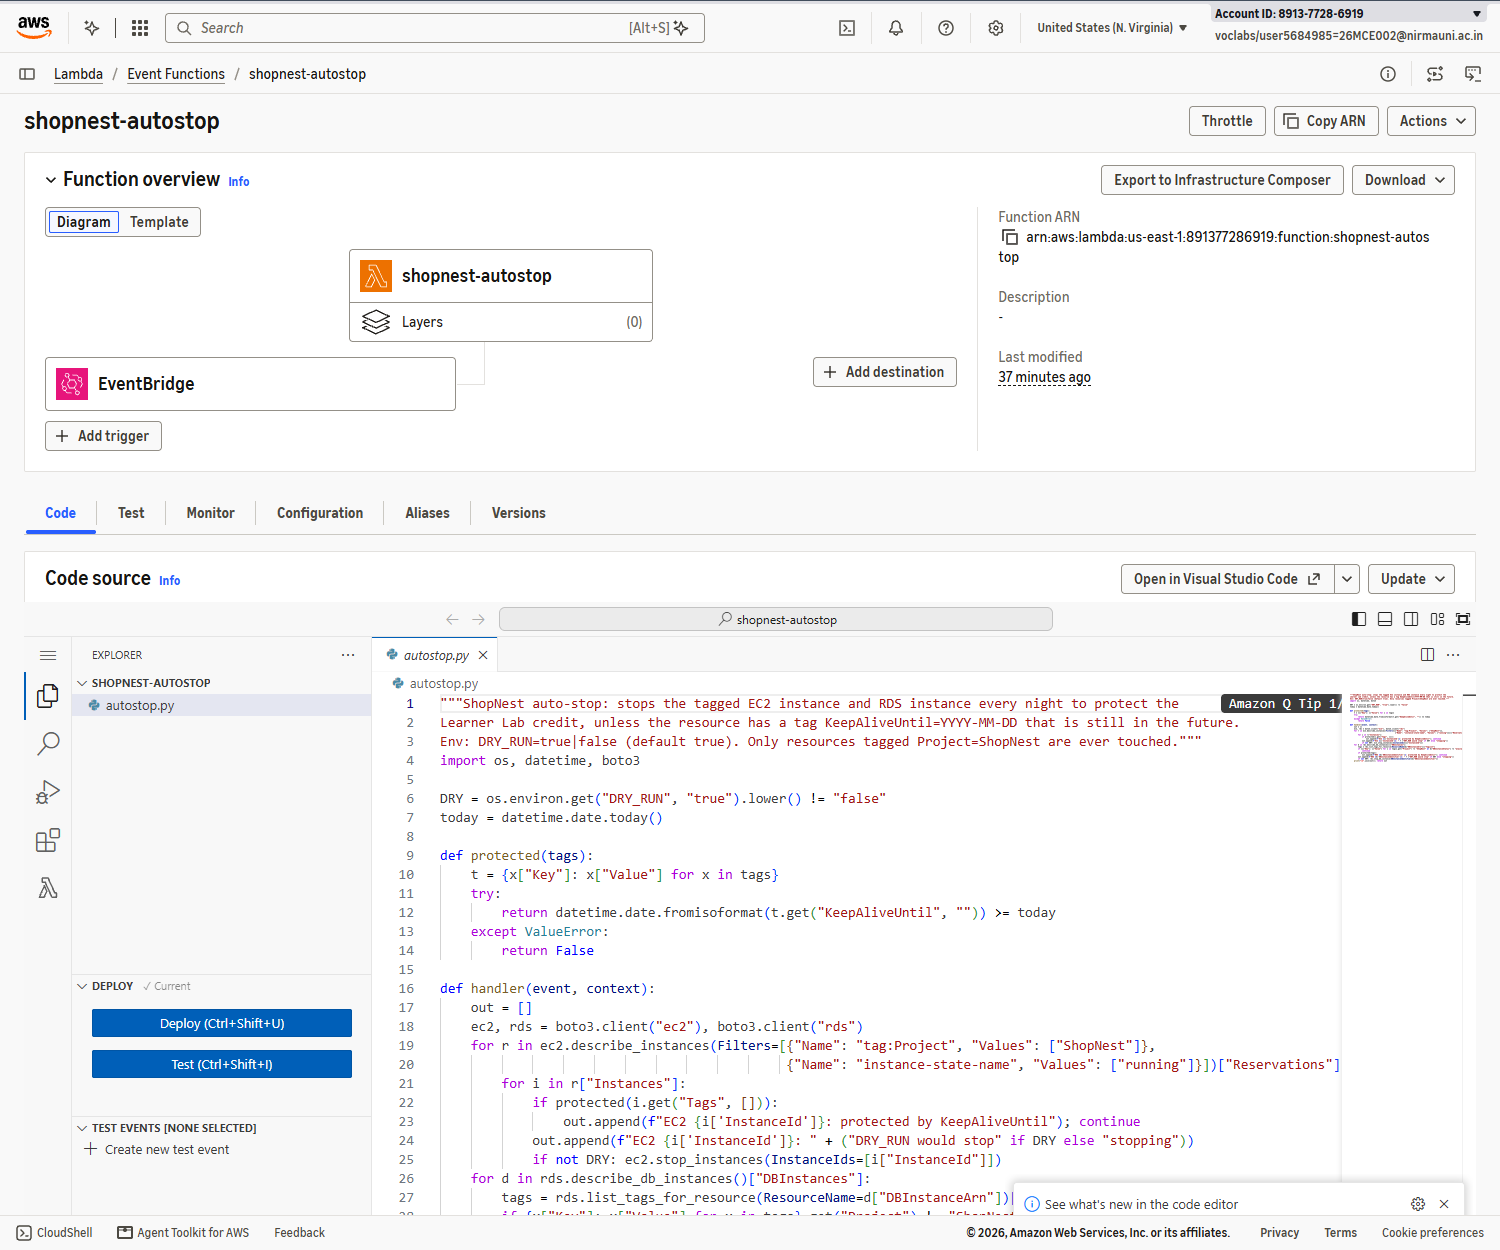 aws
Search
[Alt+S]
United States (N. Virginia)
Account ID: 8913-7728-6919
voclabs/user5684985=26MCE002@nirmauni.ac.in
Lambda / Event Functions / shopnest-autostop
shopnest-autostop
Throttle
Copy ARN
Actions
Function overview Info
Export to Infrastructure Composer
Download
Diagram
Template
shopnest-autostop
Layers
(0)
EventBridge
Add trigger
Add destination
Function ARN
arn:aws:lambda:us-east-1:891377286919:function:shopnest-autos
top
Description
-
Last modified
37 minutes ago
Code
Test
Monitor
Configuration
Aliases
Versions
Code source Info
Open in Visual Studio Code
Update
shopnest-autostop
EXPLORER
SHOPNEST-AUTOSTOP
autostop.py
DEPLOY
Current
Deploy (Ctrl+Shift+U)
Test (Ctrl+Shift+I)
TEST EVENTS [NONE SELECTED]
Create new test event
autostop.py
autostop.py
1 """ShopNest auto-stop: stops the tagged EC2 instance and RDS instance every night to protect the
Amazon Q Tip 1/
2 Learner Lab credit, unless the resource has a tag KeepAliveUntil=YYYY-MM-DD that is still in the future.
3 Env: DRY_RUN=true|false (default true). Only resources tagged Project=ShopNest are ever touched."""
4 import os, datetime, boto3
5
6 DRY = os.environ.get("DRY_RUN", "true").lower() != "false"
7 today = datetime.date.today()
8
9 def protected(tags):
10 t = {x["Key"]: x["Value"] for x in tags}
11 try:
12 return datetime.date.fromisoformat(t.get("KeepAliveUntil", "")) >= today
13 except ValueError:
14 return False
15
16 def handler(event, context):
17 out = []
18 ec2, rds = boto3.client("ec2"), boto3.client("rds")
19 for r in ec2.describe_instances(Filters=[{"Name": "tag:Project", "Values": ["ShopNest"]},
20 {"Name": "instance-state-name", "Values": ["running"]}])["Reservations"]
21 for i in r["Instances"]:
22 if protected(i.get("Tags", [])):
23 out.append(f"EC2 {i['InstanceId']}: protected by KeepAliveUntil"); continue
24 out.append(f"EC2 {i['InstanceId']}: " + ("DRY_RUN would stop" if DRY else "stopping"))
25 if not DRY: ec2.stop_instances(InstanceIds=[i["InstanceId"]])
26 for d in rds.describe_db_instances()["DBInstances"]:
27 tags = rds.list_tags_for_resource(ResourceName=d["DBInstanceArn"])
See what's new in the code editor
CloudShell
Agent Toolkit for AWS
Feedback
© 2026, Amazon Web Services, Inc. or its affiliates.
Privacy
Terms
Cookie preferences